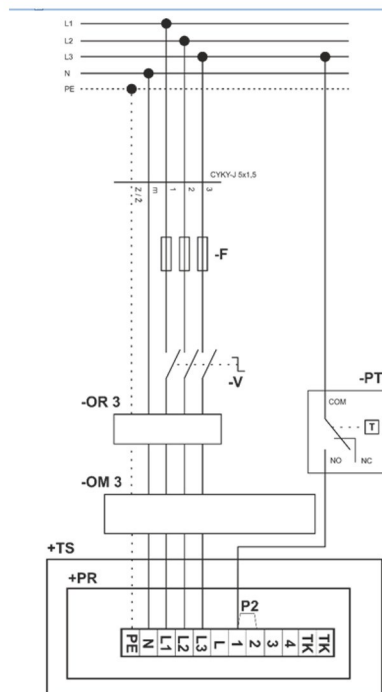 L1
L2
L3
N
PE
CYKY-J 5x1,5
Z / Z
m
1
2
3
-F
-V
-PT
COM
T
NO
NC
-OR 3
-OM 3
+TS
+PR
P2
PE N L1 L2 L3 L 1 2 3 4 TK TK